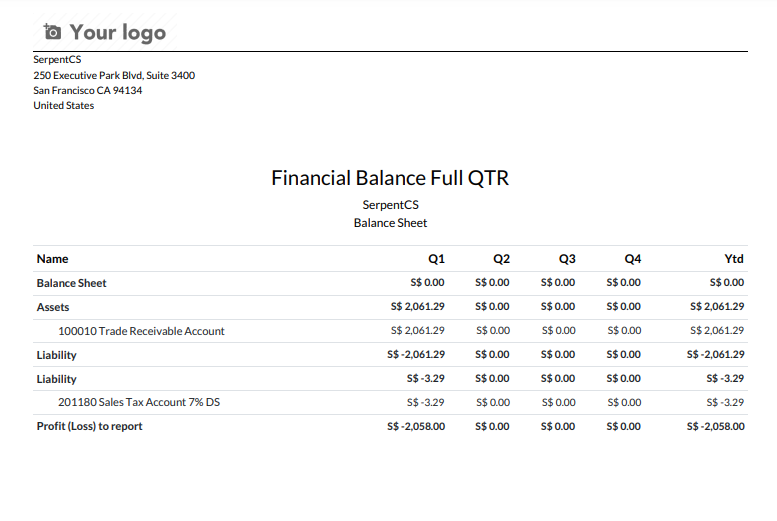 Your logo
SerpentCS
250 Executive Park Blvd, Suite 3400
San Francisco CA 94134
United States
Financial Balance Full QTR
SerpentCS
Balance Sheet
Name Q1 Q2 Q3 Q4 Ytd
Balance Sheet S$ 0.00 S$ 0.00 S$ 0.00 S$ 0.00 S$ 0.00
Assets S$ 2,061.29 S$ 0.00 S$ 0.00 S$ 0.00 S$ 2,061.29
100010 Trade Receivable Account S$ 2,061.29 S$ 0.00 S$ 0.00 S$ 0.00 S$ 2,061.29
Liability S$ -2,061.29 S$ 0.00 S$ 0.00 S$ 0.00 S$ -2,061.29
Liability S$ -3.29 S$ 0.00 S$ 0.00 S$ 0.00 S$ -3.29
201180 Sales Tax Account 7% DS S$ -3.29 S$ 0.00 S$ 0.00 S$ 0.00 S$ -3.29
Profit (Loss) to report S$ -2,058.00 S$ 0.00 S$ 0.00 S$ 0.00 S$ -2,058.00